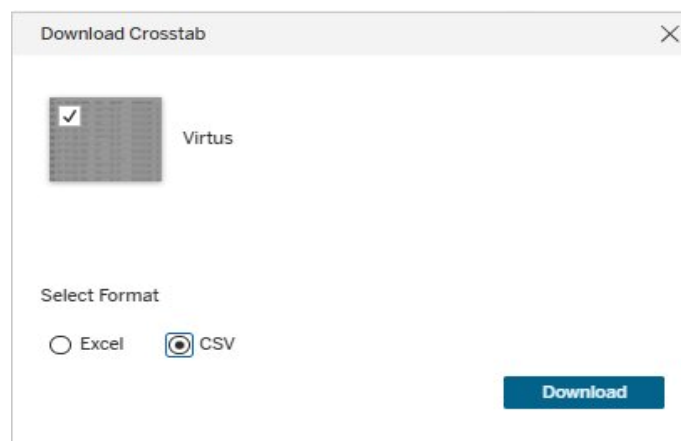 Download Crosstab
Virtus
Select Format
Excel
CSV
Download